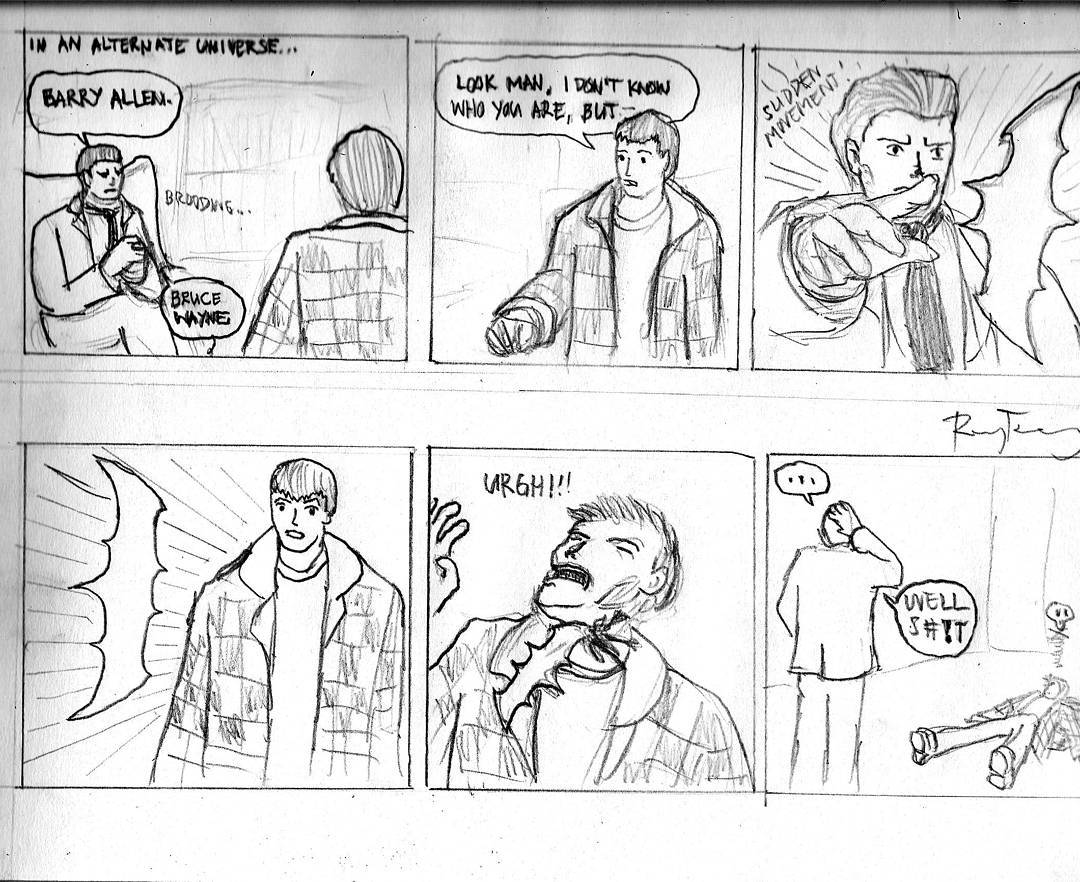 IN AN ALTERNATE UNIVERSE...
BARRY ALLEN.
BROODING...
BRUCE
WAYNE
LOOK MAN, I DON'T KNOW
WHO YOU ARE, BUT-
SUDDEN
MOVEMENT!
URGH!!!
...
WELL
S#!T